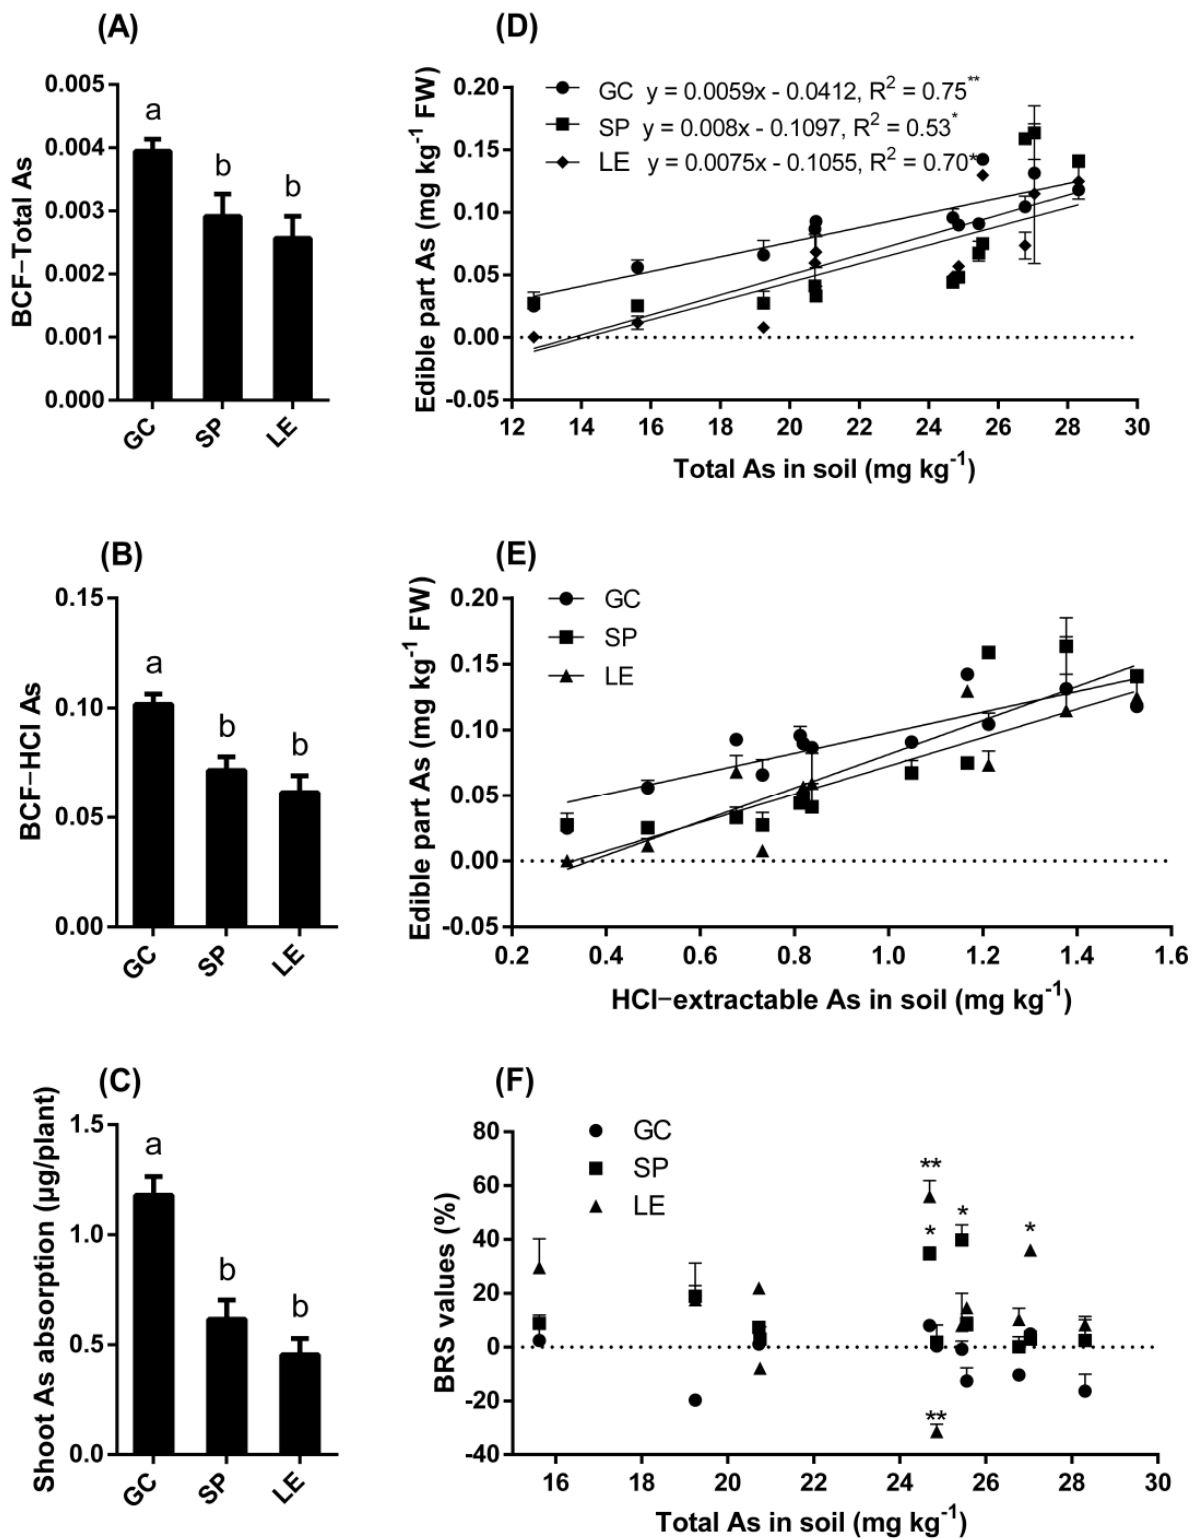 (A)
BCF−Total As
0.005
0.004
0.003
0.002
0.001
0.000
a
b
b
GC
SP
LE
(D)
Edible part As (mg kg⁻¹ FW)
0.20
0.15
0.10
0.05
0.00
-0.05
GC y = 0.0059x - 0.0412, R² = 0.75**
SP y = 0.008x - 0.1097, R² = 0.53*
LE y = 0.0075x - 0.1055, R² = 0.70*
12 14 16 18 20 22 24 26 28 30
Total As in soil (mg kg⁻¹)
(B)
BCF−HCl As
0.15
0.10
0.05
0.00
a
b
b
GC
SP
LE
(E)
Edible part As (mg kg⁻¹ FW)
0.20
0.15
0.10
0.05
0.00
-0.05
GC
SP
LE
0.2 0.4 0.6 0.8 1.0 1.2 1.4 1.6
HCl−extractable As in soil (mg kg⁻¹)
(C)
Shoot As absorption (µg/plant)
1.5
1.0
0.5
0.0
a
b
b
GC
SP
LE
(F)
BRS values (%)
80
60
40
20
0
-20
-40
GC
SP
LE
**
*
*
*
**
16 18 20 22 24 26 28 30
Total As in soil (mg kg⁻¹)